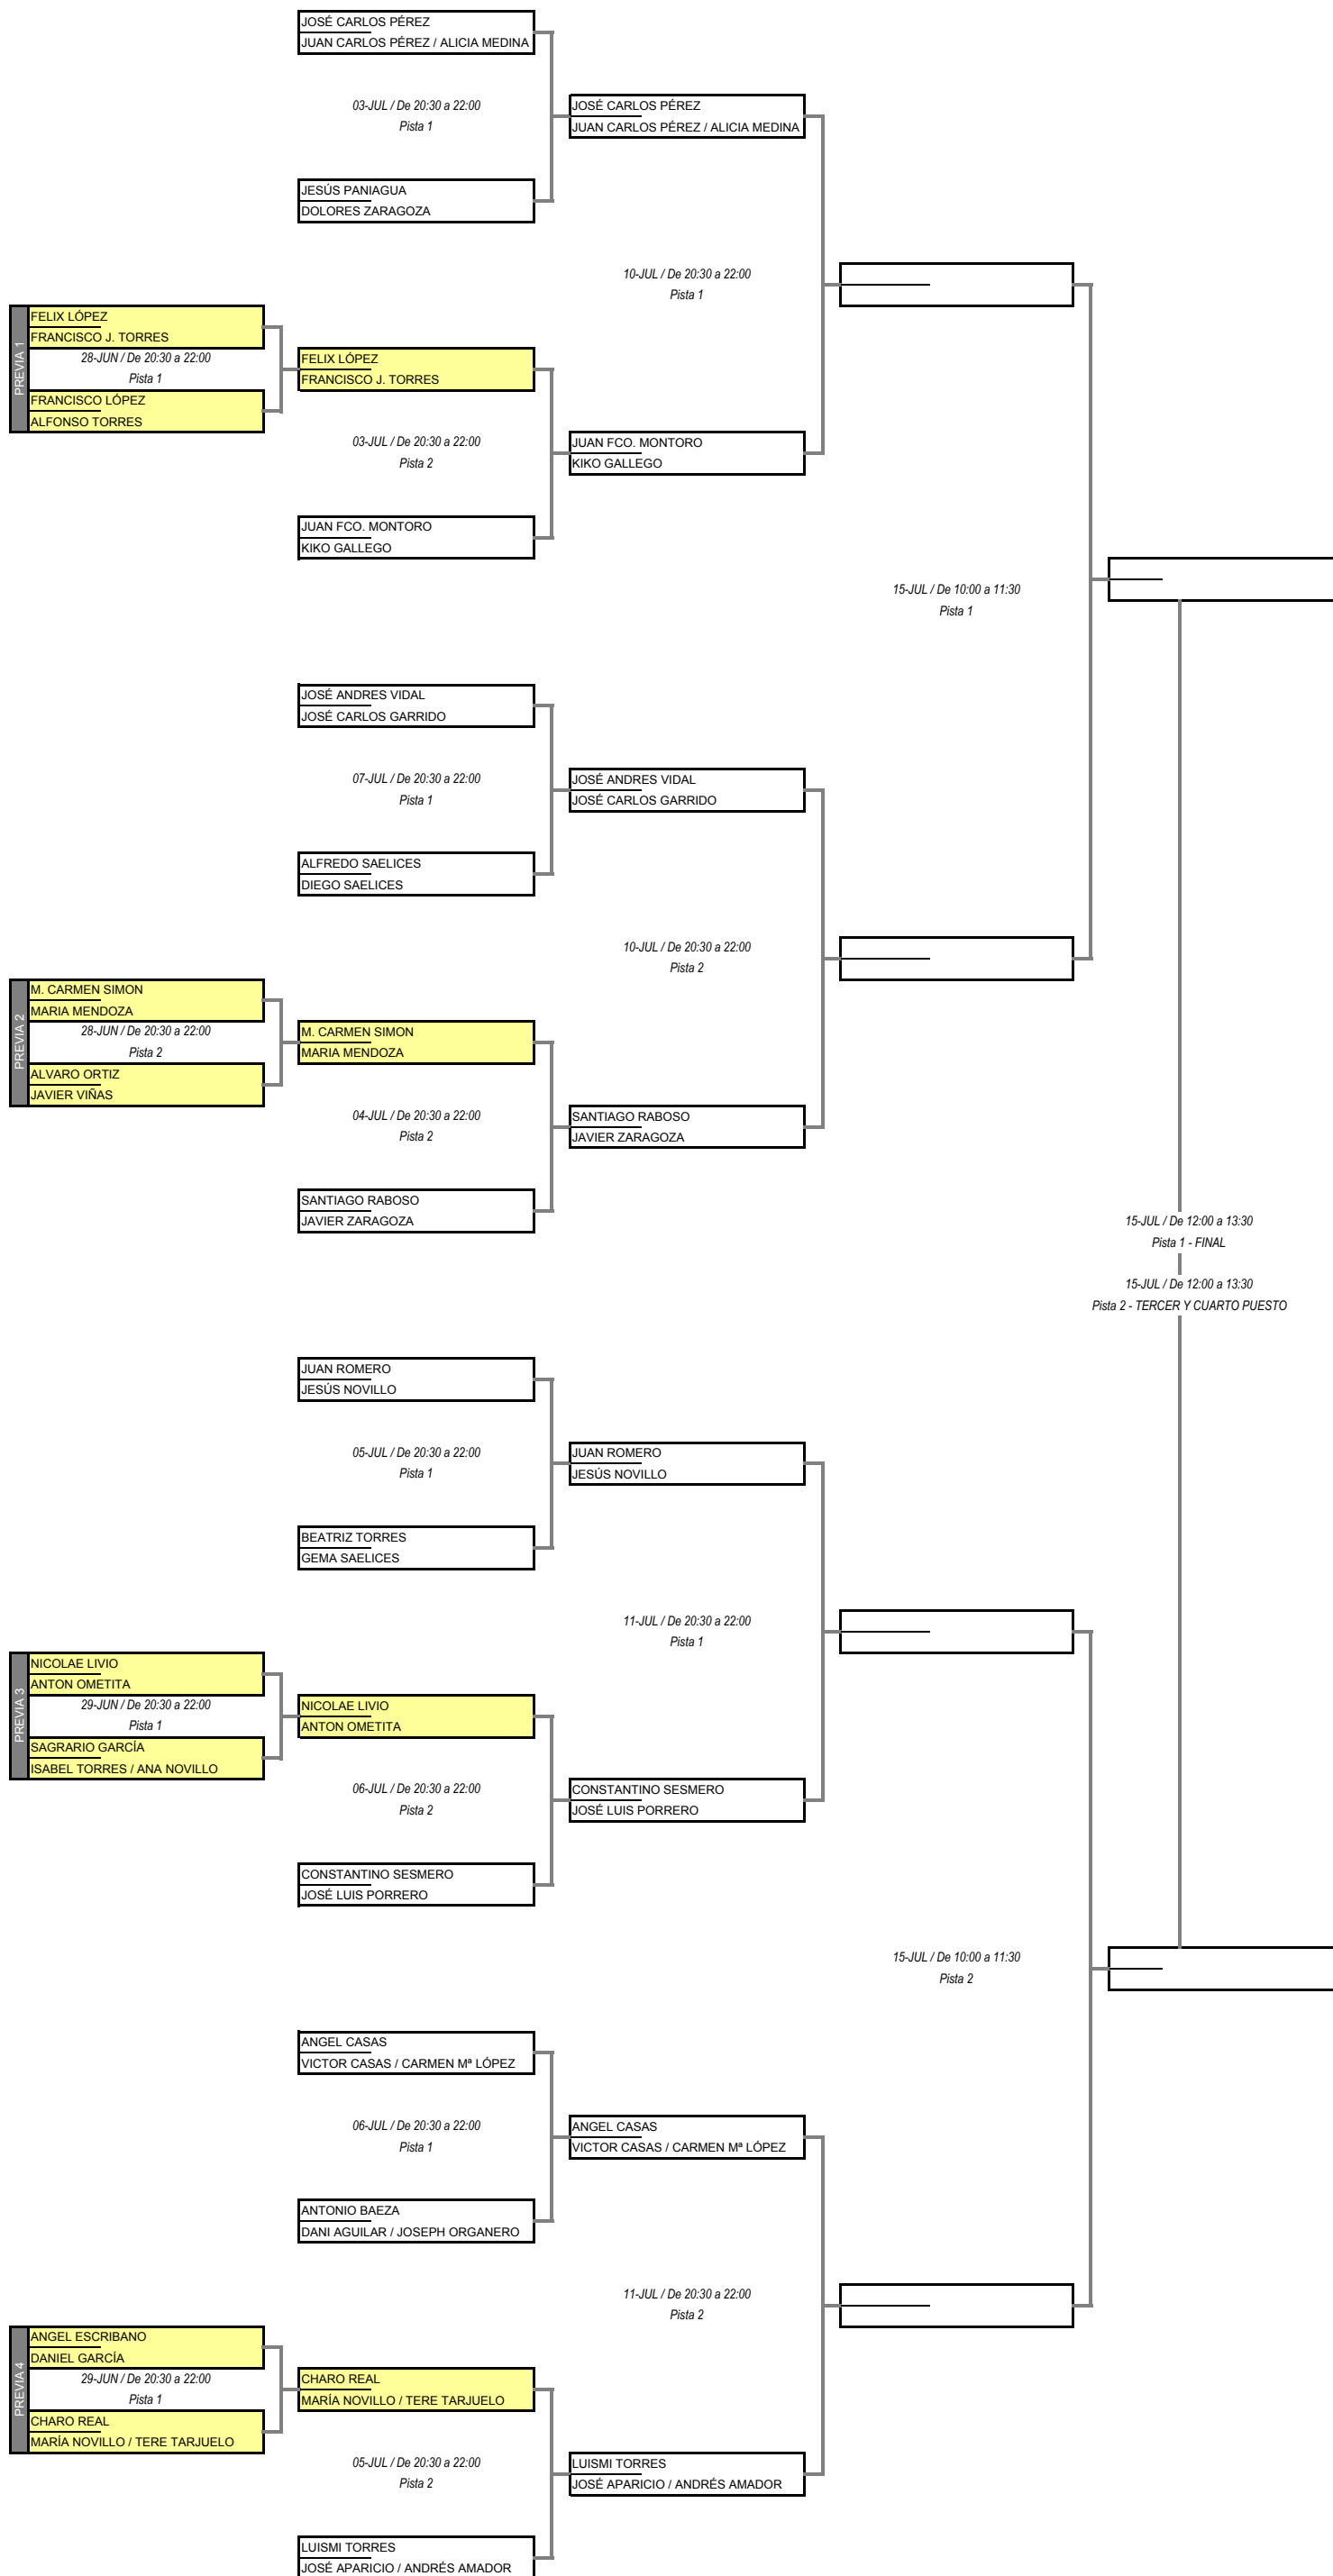 JOSÉ CARLOS PÉREZ
JUAN CARLOS PÉREZ / ALICIA MEDINA
03-JUL / De 20:30 a 22:00
Pista 1
JOSÉ CARLOS PÉREZ
JUAN CARLOS PÉREZ / ALICIA MEDINA
JESÚS PANIAGUA
DOLORES ZARAGOZA
10-JUL / De 20:30 a 22:00
Pista 1
PREVIA 1
FELIX LÓPEZ
FRANCISCO J. TORRES
28-JUN / De 20:30 a 22:00
Pista 1
FRANCISCO LÓPEZ
ALFONSO TORRES
FELIX LÓPEZ
FRANCISCO J. TORRES
03-JUL / De 20:30 a 22:00
Pista 2
JUAN FCO. MONTORO
KIKO GALLEGO
JUAN FCO. MONTORO
KIKO GALLEGO
15-JUL / De 10:00 a 11:30
Pista 1
JOSÉ ANDRES VIDAL
JOSÉ CARLOS GARRIDO
07-JUL / De 20:30 a 22:00
Pista 1
JOSÉ ANDRES VIDAL
JOSÉ CARLOS GARRIDO
ALFREDO SAELICES
DIEGO SAELICES
10-JUL / De 20:30 a 22:00
Pista 2
PREVIA 2
M. CARMEN SIMON
MARIA MENDOZA
28-JUN / De 20:30 a 22:00
Pista 2
ALVARO ORTIZ
JAVIER VIÑAS
M. CARMEN SIMON
MARIA MENDOZA
04-JUL / De 20:30 a 22:00
Pista 2
SANTIAGO RABOSO
JAVIER ZARAGOZA
SANTIAGO RABOSO
JAVIER ZARAGOZA
15-JUL / De 12:00 a 13:30
Pista 1 - FINAL
15-JUL / De 12:00 a 13:30
Pista 2 - TERCER Y CUARTO PUESTO
JUAN ROMERO
JESÚS NOVILLO
05-JUL / De 20:30 a 22:00
Pista 1
JUAN ROMERO
JESÚS NOVILLO
BEATRIZ TORRES
GEMA SAELICES
11-JUL / De 20:30 a 22:00
Pista 1
PREVIA 3
NICOLAE LIVIO
ANTON OMETITA
29-JUN / De 20:30 a 22:00
Pista 1
SAGRARIO GARCÍA
ISABEL TORRES / ANA NOVILLO
NICOLAE LIVIO
ANTON OMETITA
06-JUL / De 20:30 a 22:00
Pista 2
CONSTANTINO SESMERO
JOSÉ LUIS PORRERO
CONSTANTINO SESMERO
JOSÉ LUIS PORRERO
15-JUL / De 10:00 a 11:30
Pista 2
ANGEL CASAS
VICTOR CASAS / CARMEN Mª LÓPEZ
06-JUL / De 20:30 a 22:00
Pista 1
ANGEL CASAS
VICTOR CASAS / CARMEN Mª LÓPEZ
ANTONIO BAEZA
DANI AGUILAR / JOSEPH ORGANERO
11-JUL / De 20:30 a 22:00
Pista 2
PREVIA 4
ANGEL ESCRIBANO
DANIEL GARCÍA
29-JUN / De 20:30 a 22:00
Pista 1
CHARO REAL
MARÍA NOVILLO / TERE TARJUELO
CHARO REAL
MARÍA NOVILLO / TERE TARJUELO
05-JUL / De 20:30 a 22:00
Pista 2
LUISMI TORRES
JOSÉ APARICIO / ANDRÉS AMADOR
LUISMI TORRES
JOSÉ APARICIO / ANDRÉS AMADOR